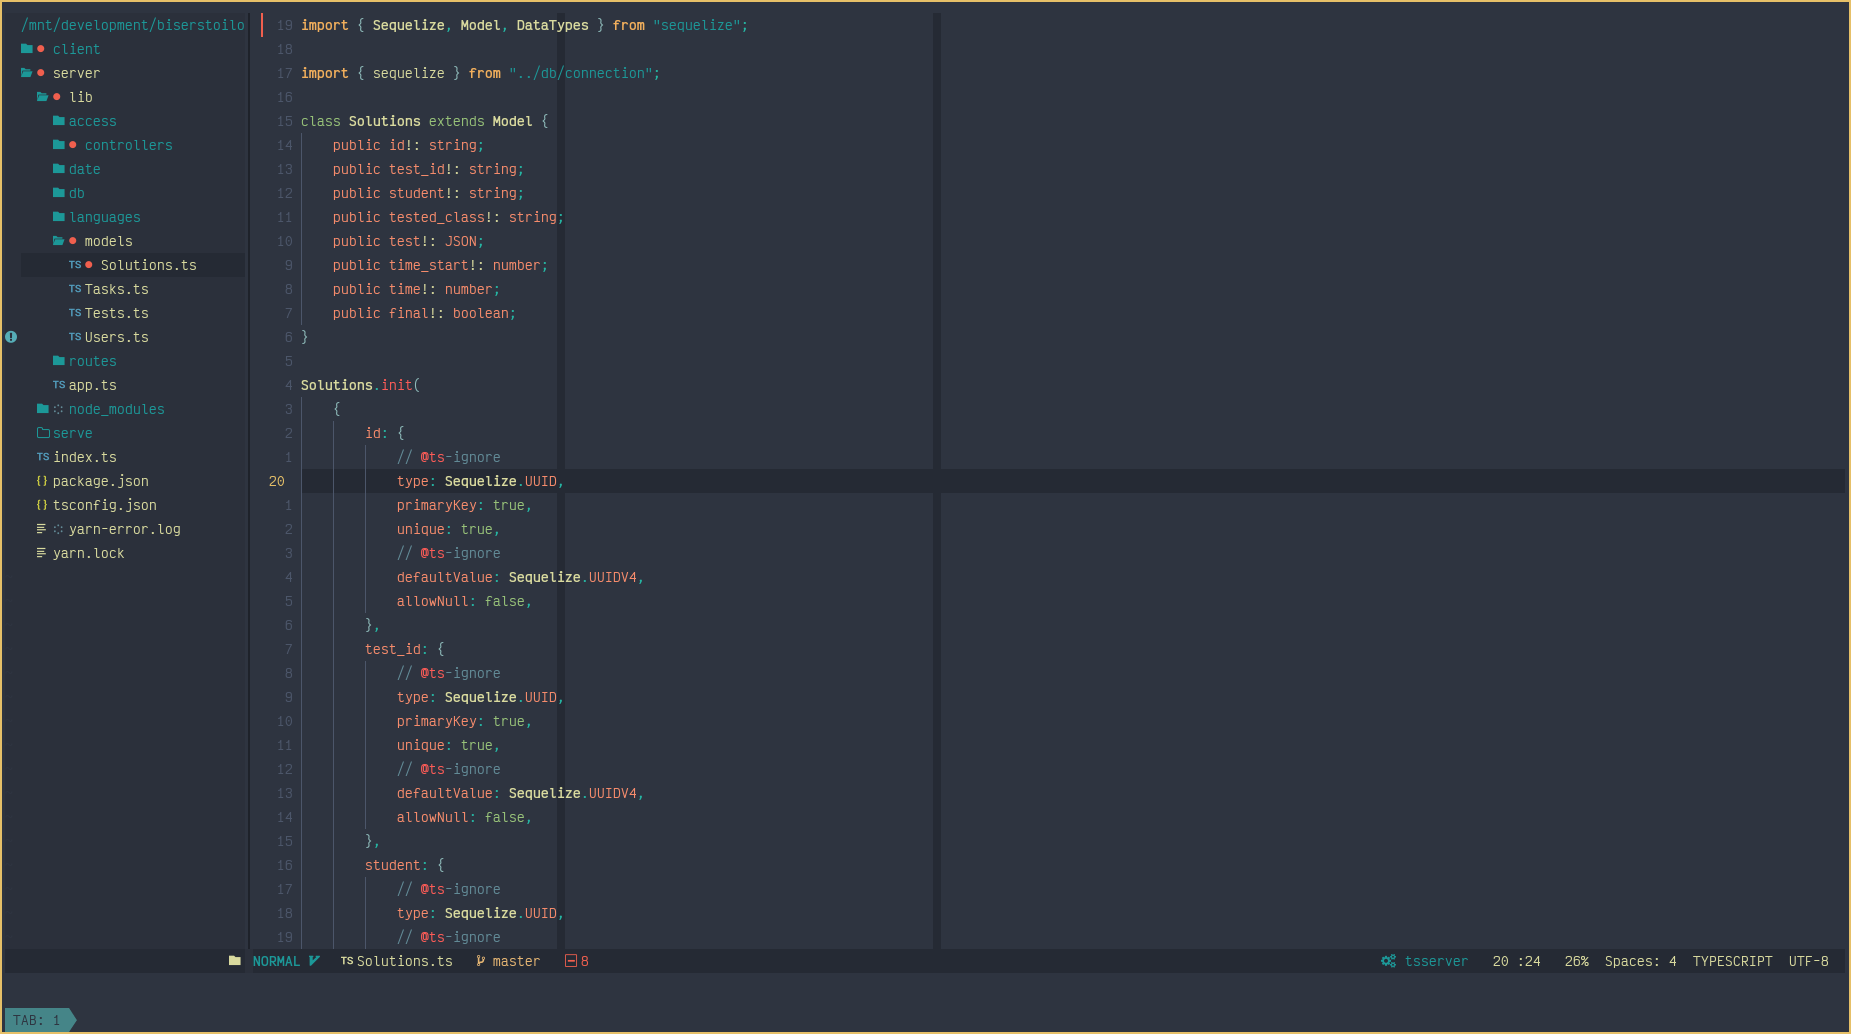 /mnt/development/biserstoilo
client
server
lib
access
controllers
date
db
languages
models
TS Solutions.ts
TS Tasks.ts
TS Tests.ts
TS Users.ts
routes
TS app.ts
node_modules
serve
TS index.ts
{} package.json
{} tsconfig.json
yarn-error.log
yarn.lock
19 import { Sequelize, Model, DataTypes } from "sequelize";
18
17 import { sequelize } from "../db/connection";
16
15 class Solutions extends Model {
14     public id!: string;
13     public test_id!: string;
12     public student!: string;
11     public tested_class!: string;
10     public test!: JSON;
9     public time_start!: number;
8     public time!: number;
7     public final!: boolean;
6 }
5
4 Solutions.init(
3     {
2         id: {
1             // @ts-ignore
20             type: Sequelize.UUID,
1             primaryKey: true,
2             unique: true,
3             // @ts-ignore
4             defaultValue: Sequelize.UUIDV4,
5             allowNull: false,
6         },
7         test_id: {
8             // @ts-ignore
9             type: Sequelize.UUID,
10             primaryKey: true,
11             unique: true,
12             // @ts-ignore
13             defaultValue: Sequelize.UUIDV4,
14             allowNull: false,
15         },
16         student: {
17             // @ts-ignore
18             type: Sequelize.UUID,
19             // @ts-ignore
NORMAL TS Solutions.ts master 8 tsserver 20 :24 26% Spaces: 4 TYPESCRIPT UTF-8
TAB: 1